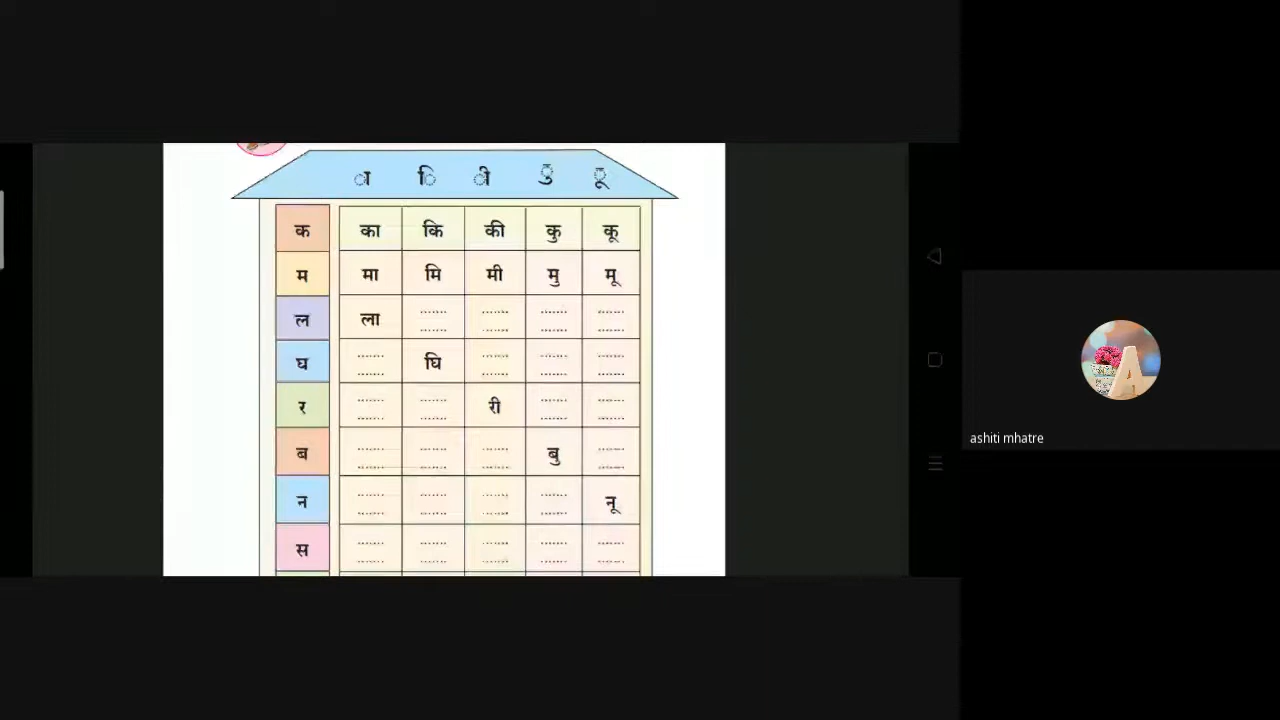 ा ि ी ु ू
क का कि की कु कू
म मा मि मी मु मू
ल ला ....... ....... ....... .......
घ ....... घि ....... ....... .......
र ....... ....... री ....... .......
ब ....... ....... ....... बु .......
न ....... ....... ....... ....... नू
स ....... ....... ....... ....... .......
ashiti mhatre
A